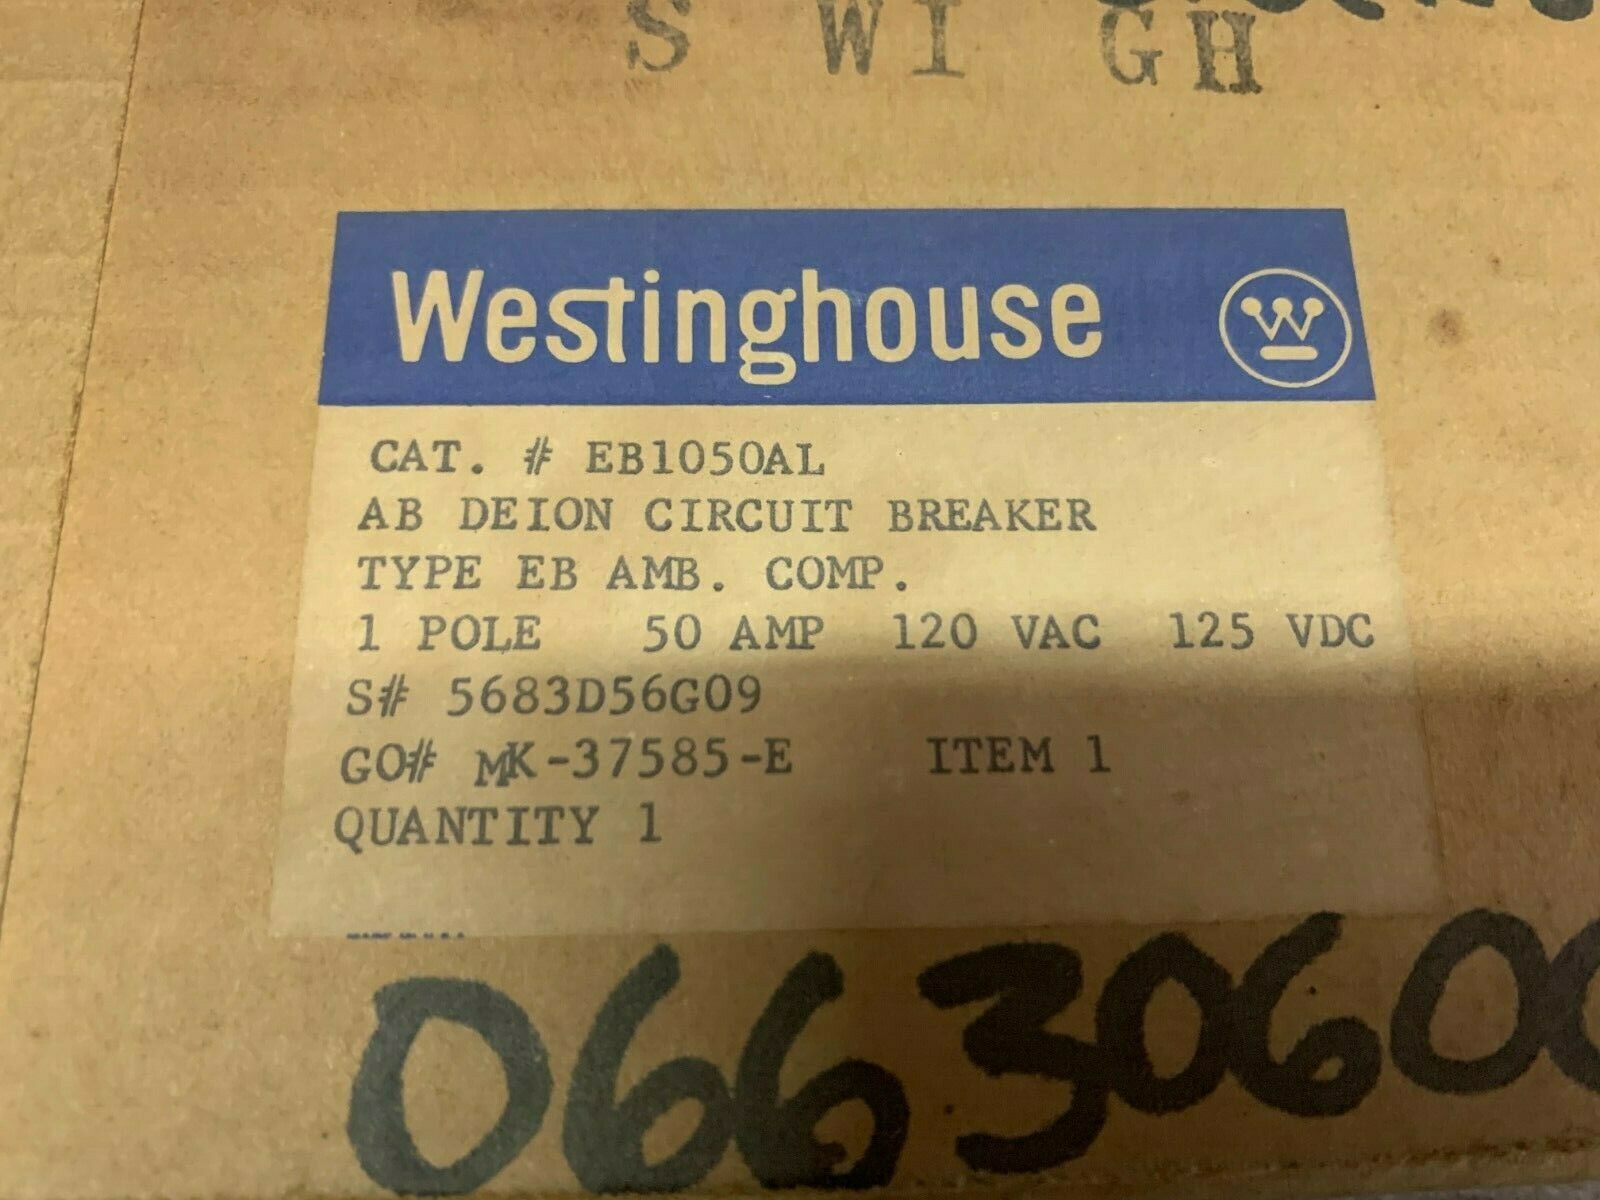 S WI GH
Westinghouse
CAT. # EB1050AL
AB DEION CIRCUIT BREAKER
TYPE EB AMB. COMP.
1 POLE 50 AMP 120 VAC 125 VDC
S# 5683D56G09
GO# MK-37585-E ITEM 1
QUANTITY 1
06630600